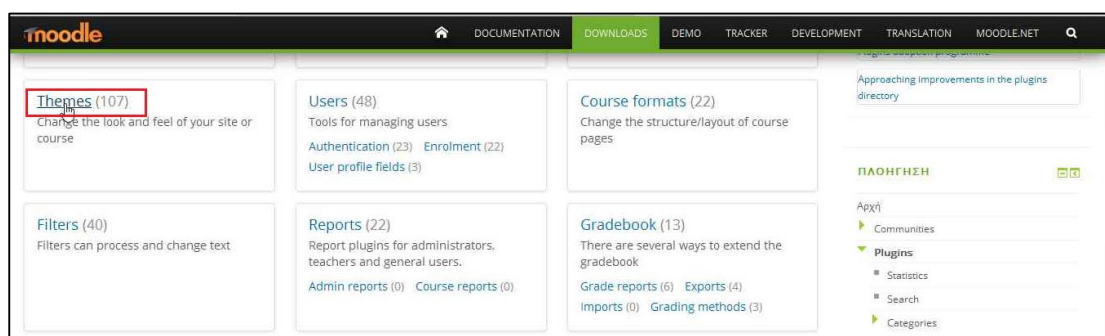 moodle
DOCUMENTATION DOWNLOADS DEMO TRACKER DEVELOPMENT TRANSLATION MOODLE.NET
Plugins adoption programme
Approaching improvements in the plugins
directory
Themes (107)
Change the look and feel of your site or
course
Users (48)
Tools for managing users
Authentication (23) Enrolment (22)
User profile fields (3)
Course formats (22)
Change the structure/layout of course
pages
Filters (40)
Filters can process and change text
Reports (22)
Report plugins for administrators,
teachers and general users.
Admin reports (0) Course reports (0)
Gradebook (13)
There are several ways to extend the
gradebook
Grade reports (6) Exports (4)
Imports (0) Grading methods (3)
ΠΛΟΗΓΗΣΗ
Αρχή
Communities
Plugins
Statistics
Search
Categories